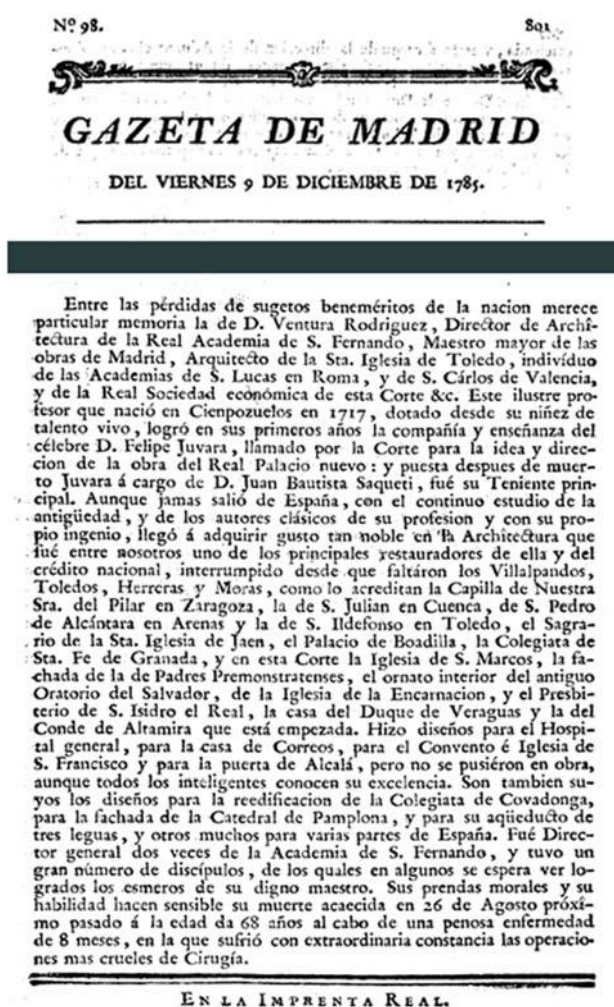 Nº 98.
801
GAZETA DE MADRID
DEL VIERNES 9 DE DICIEMBRE DE 1785.
Entre las pérdidas de sugetos beneméritos de la nacion merece
particular memoria la de D. Ventura Rodriguez, Director de Archî-
tectura de la Real Academia de S. Fernando, Maestro mayor de las
obras de Madrid, Arquitecto de la Sta. Iglesia de Toledo, indivíduo
de las Academias de S. Lucas en Roma, y de S. Cárlos de Valencia,
y de la Real Sociedad económica de esta Corte &c. Este ilustre pro-
fesor que nació en Cienpozuelos en 1717, dotado desde su niñez de
talento vivo, logró en sus primeros años la compañía y enseñanza del
célebre D. Felipe Juvara, llamado por la Corte para la idea y direc-
cion de la obra del Real Palacio nuevo: y puesta despues de muer-
to Juvara á cargo de D. Juan Bautista Saqueti, fué su Teniente prin-
cipal. Aunque jamas salió de España, con el continuo estudio de la
antigüedad, y de los autores clásicos de su profesion y con su pro-
pio ingenio, llegó á adquirir gusto tan noble en la Architectura que
fué entre nosotros uno de los principales restauradores de ella y del
crédito nacional, interrumpido desde que faltáron los Villalpandos,
Toledos, Herreras y Moras, como lo acreditan la Capilla de Nuestra
Sra. del Pilar en Zaragoza, la de S. Julian en Cuenca, de S. Pedro
de Alcántara en Arenas y la de S. Ildefonso en Toledo, el Sagra-
rio de la Sta. Iglesia de Jaen, el Palacio de Boadilla, la Colegiata de
Sta. Fe de Granada, y en esta Corte la Iglesia de S. Marcos, la fa-
chada de la de Padres Premonstratenses, el ornato interior del antiguo
Oratorio del Salvador, de la Iglesia de la Encarnacion, y el Presbi-
terio de S. Isidro el Real, la casa del Duque de Veraguas y la del
Conde de Altamira que está empezada. Hizo diseños para el Hospi-
tal general, para la casa de Correos, para el Convento é Iglesia de
S. Francisco y para la puerta de Alcalá, pero no se pusiéron en obra,
aunque todos los inteligentes conocen su excelencia. Son tambien su-
yos los diseños para la reedificacion de la Colegiata de Covadonga,
para la fachada de la Catedral de Pamplona, y para su aqüeducto de
tres leguas, y otros muchos para varias partes de España. Fué Direc-
tor general dos veces de la Academia de S. Fernando, y tuvo un
gran número de discípulos, de los quales en algunos se espera ver lo-
grados los esmeros de su digno maestro. Sus prendas morales y su
habilidad hacen sensible su muerte acaecida en 26 de Agosto próxî-
mo pasado á la edad da 68 años al cabo de una penosa enfermedad
de 8 meses, en la que sufrió con extraordinaria constancia las operacio-
nes mas crueles de Cirugía.
EN LA IMPRENTA REAL.